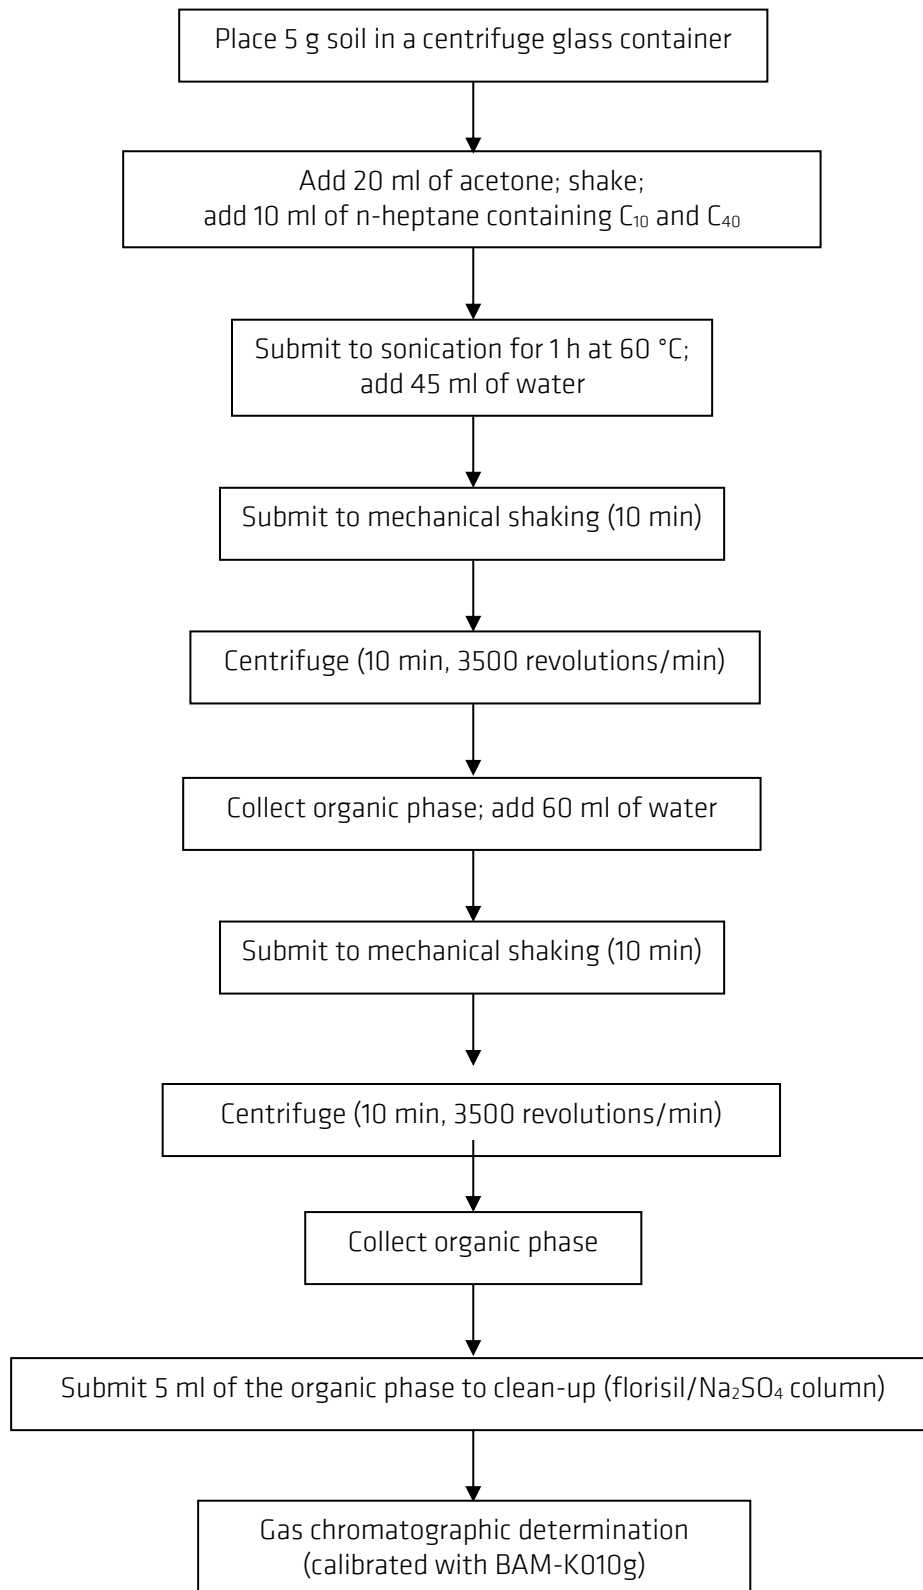 Place 5 g soil in a centrifuge glass container
Add 20 ml of acetone; shake;
add 10 ml of n-heptane containing C₁₀ and C₄₀
Submit to sonication for 1 h at 60 °C;
add 45 ml of water
Submit to mechanical shaking (10 min)
Centrifuge (10 min, 3500 revolutions/min)
Collect organic phase; add 60 ml of water
Submit to mechanical shaking (10 min)
Centrifuge (10 min, 3500 revolutions/min)
Collect organic phase
Submit 5 ml of the organic phase to clean-up (florisil/Na₂SO₄ column)
Gas chromatographic determination
(calibrated with BAM-K010g)